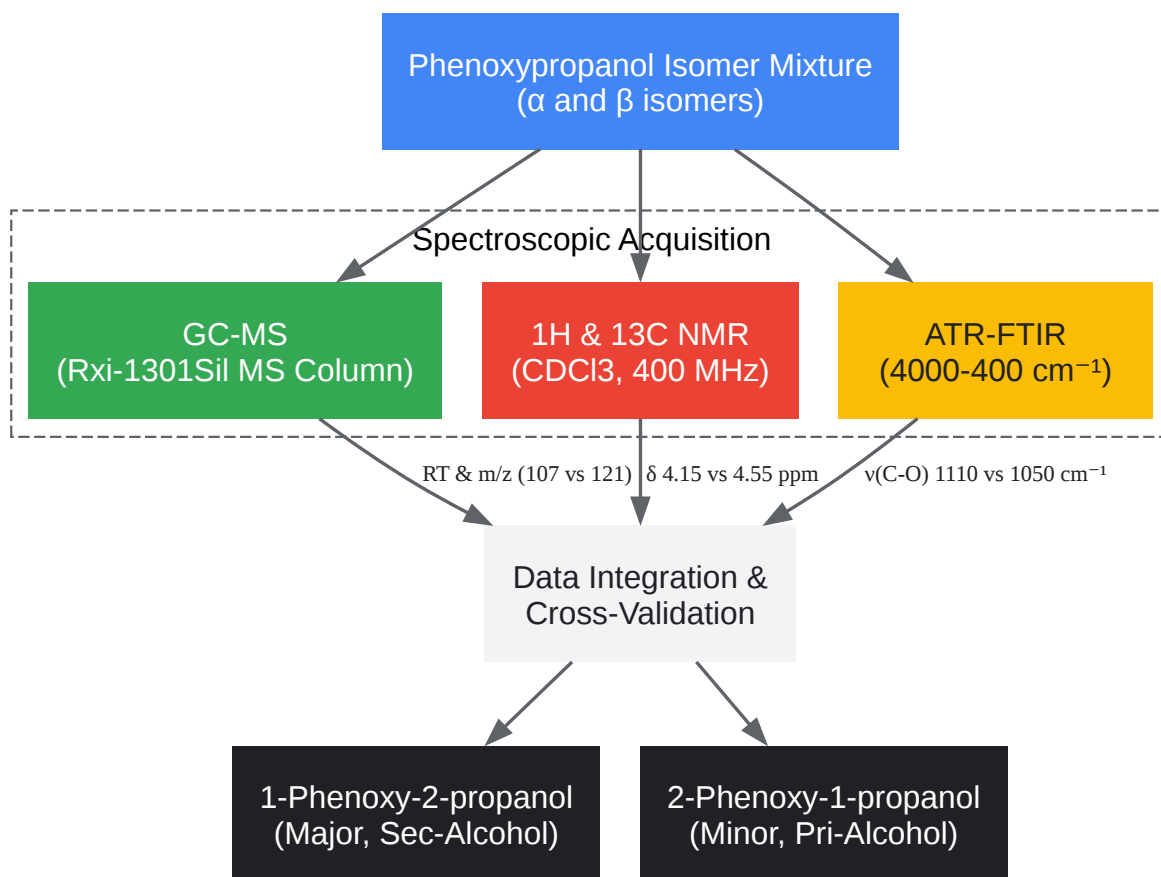 Phenoxypropanol Isomer Mixture
(α and β isomers)
Spectroscopic Acquisition
GC-MS
(Rxi-1301Sil MS Column)
1H & 13C NMR
(CDCl3, 400 MHz)
ATR-FTIR
(4000-400 cm⁻¹)
RT & m/z (107 vs 121)
δ 4.15 vs 4.55 ppm
ν(C-O) 1110 vs 1050 cm⁻¹
Data Integration &
Cross-Validation
1-Phenoxy-2-propanol
(Major, Sec-Alcohol)
2-Phenoxy-1-propanol
(Minor, Pri-Alcohol)